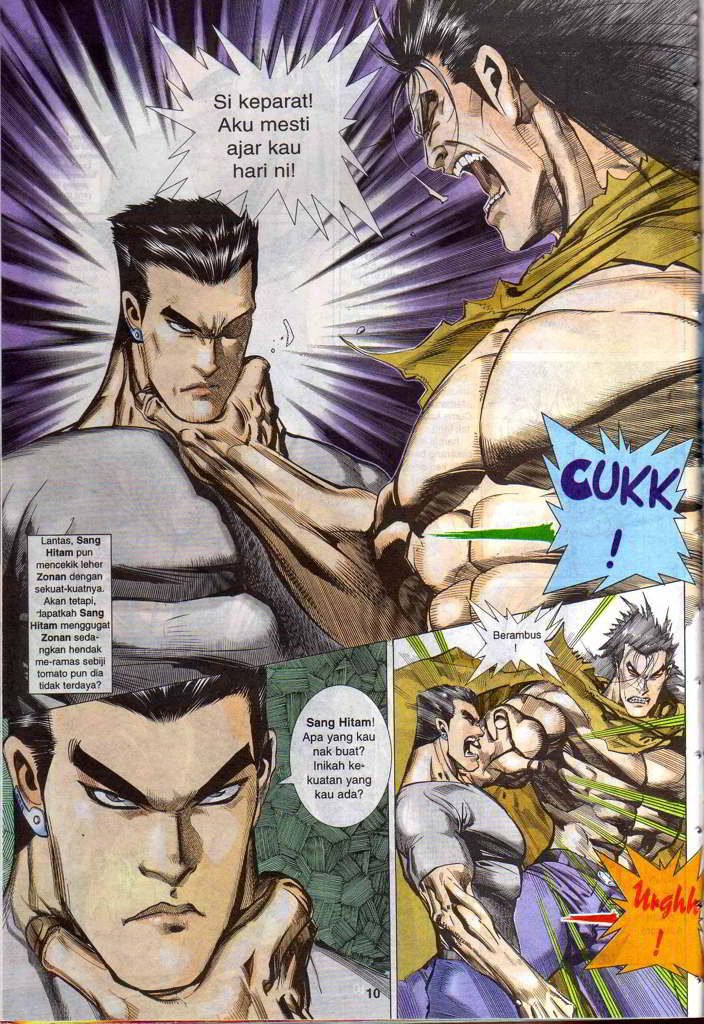 Si keparat!
Aku mesti
ajar kau
hari ni!
CUKK
!
Lantas, Sang
Hitam pun
mencekik leher
Zonan dengan
sekuat-kuatnya.
Akan tetapi,
dapatkah Sang
Hitam menggugat
Zonan seda-
ngkan hendak
me-ramas sebiji
tomato pun dia
tidak terdaya?
Sang Hitam!
Apa yang kau
nak buat?
Inikah ke-
kuatan yang
kau ada?
Berambus
!
Urghh
!
10